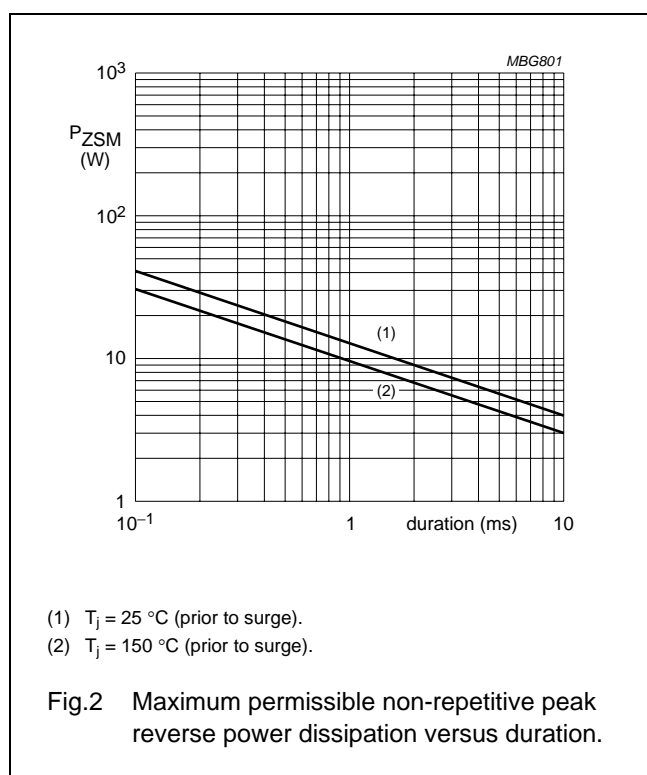 MBG801
10³
P_ZSM
(W)
10²
(1)
10
(2)
1
10⁻¹ 1 duration (ms) 10
(1) T_j = 25 °C (prior to surge).
(2) T_j = 150 °C (prior to surge).
Fig.2 Maximum permissible non-repetitive peak
reverse power dissipation versus duration.